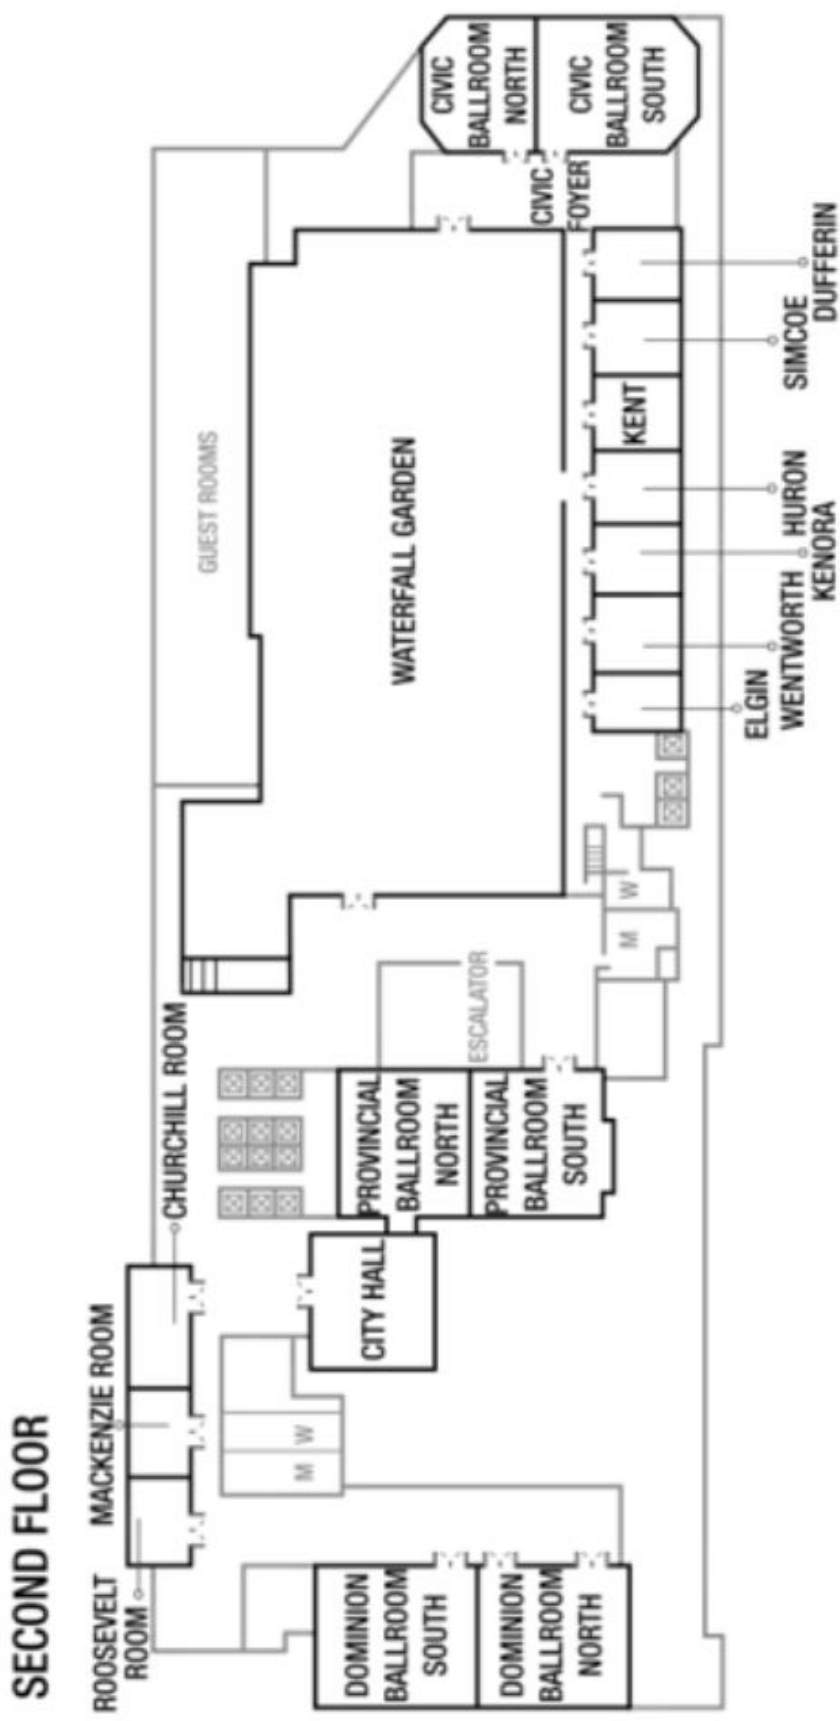 SECOND FLOOR
ROOSEVELT
ROOM
MACKENZIE ROOM
CHURCHILL ROOM
GUEST ROOMS
M
W
CITY HALL
DOMINION
BALLROOM
SOUTH
DOMINION
BALLROOM
NORTH
PROVINCIAL
BALLROOM
NORTH
PROVINCIAL
BALLROOM
SOUTH
ESCALATOR
WATERFALL GARDEN
M
W
CIVIC
BALLROOM
NORTH
CIVIC
BALLROOM
SOUTH
CIVIC
FOYER
KENT
ELGIN
WENTWORTH
KENORA
HURON
SIMCOE
DUFFERIN